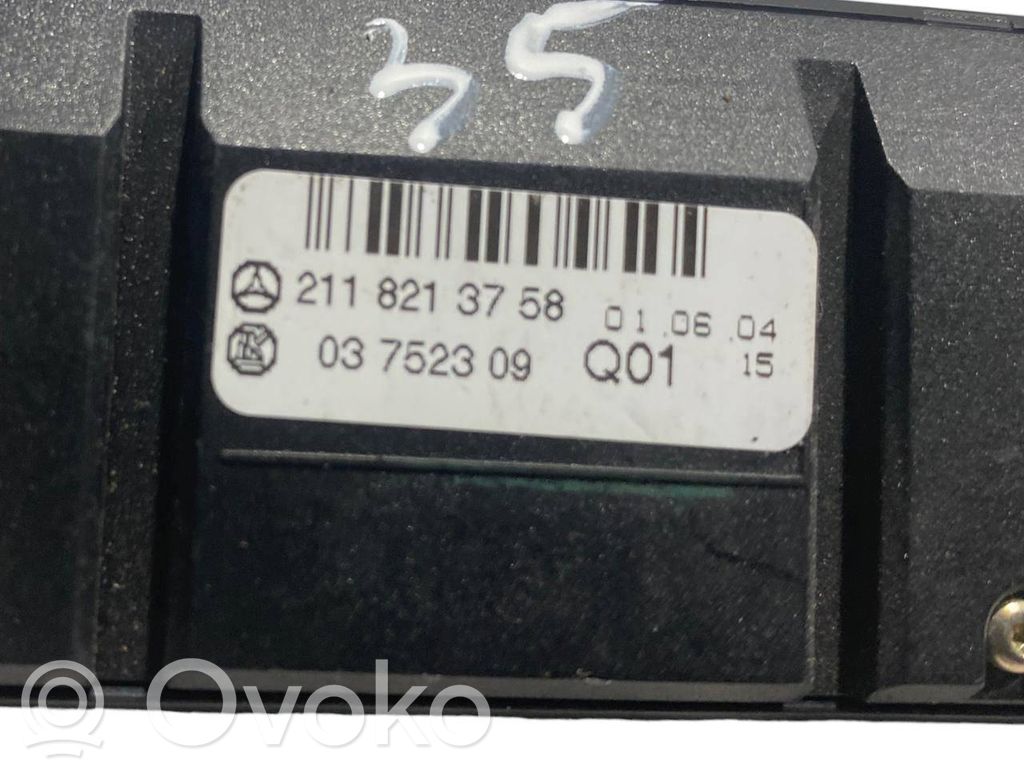 35
211 821 37 58 01.06.04
03 7523 09 Q01 15
Ovoko